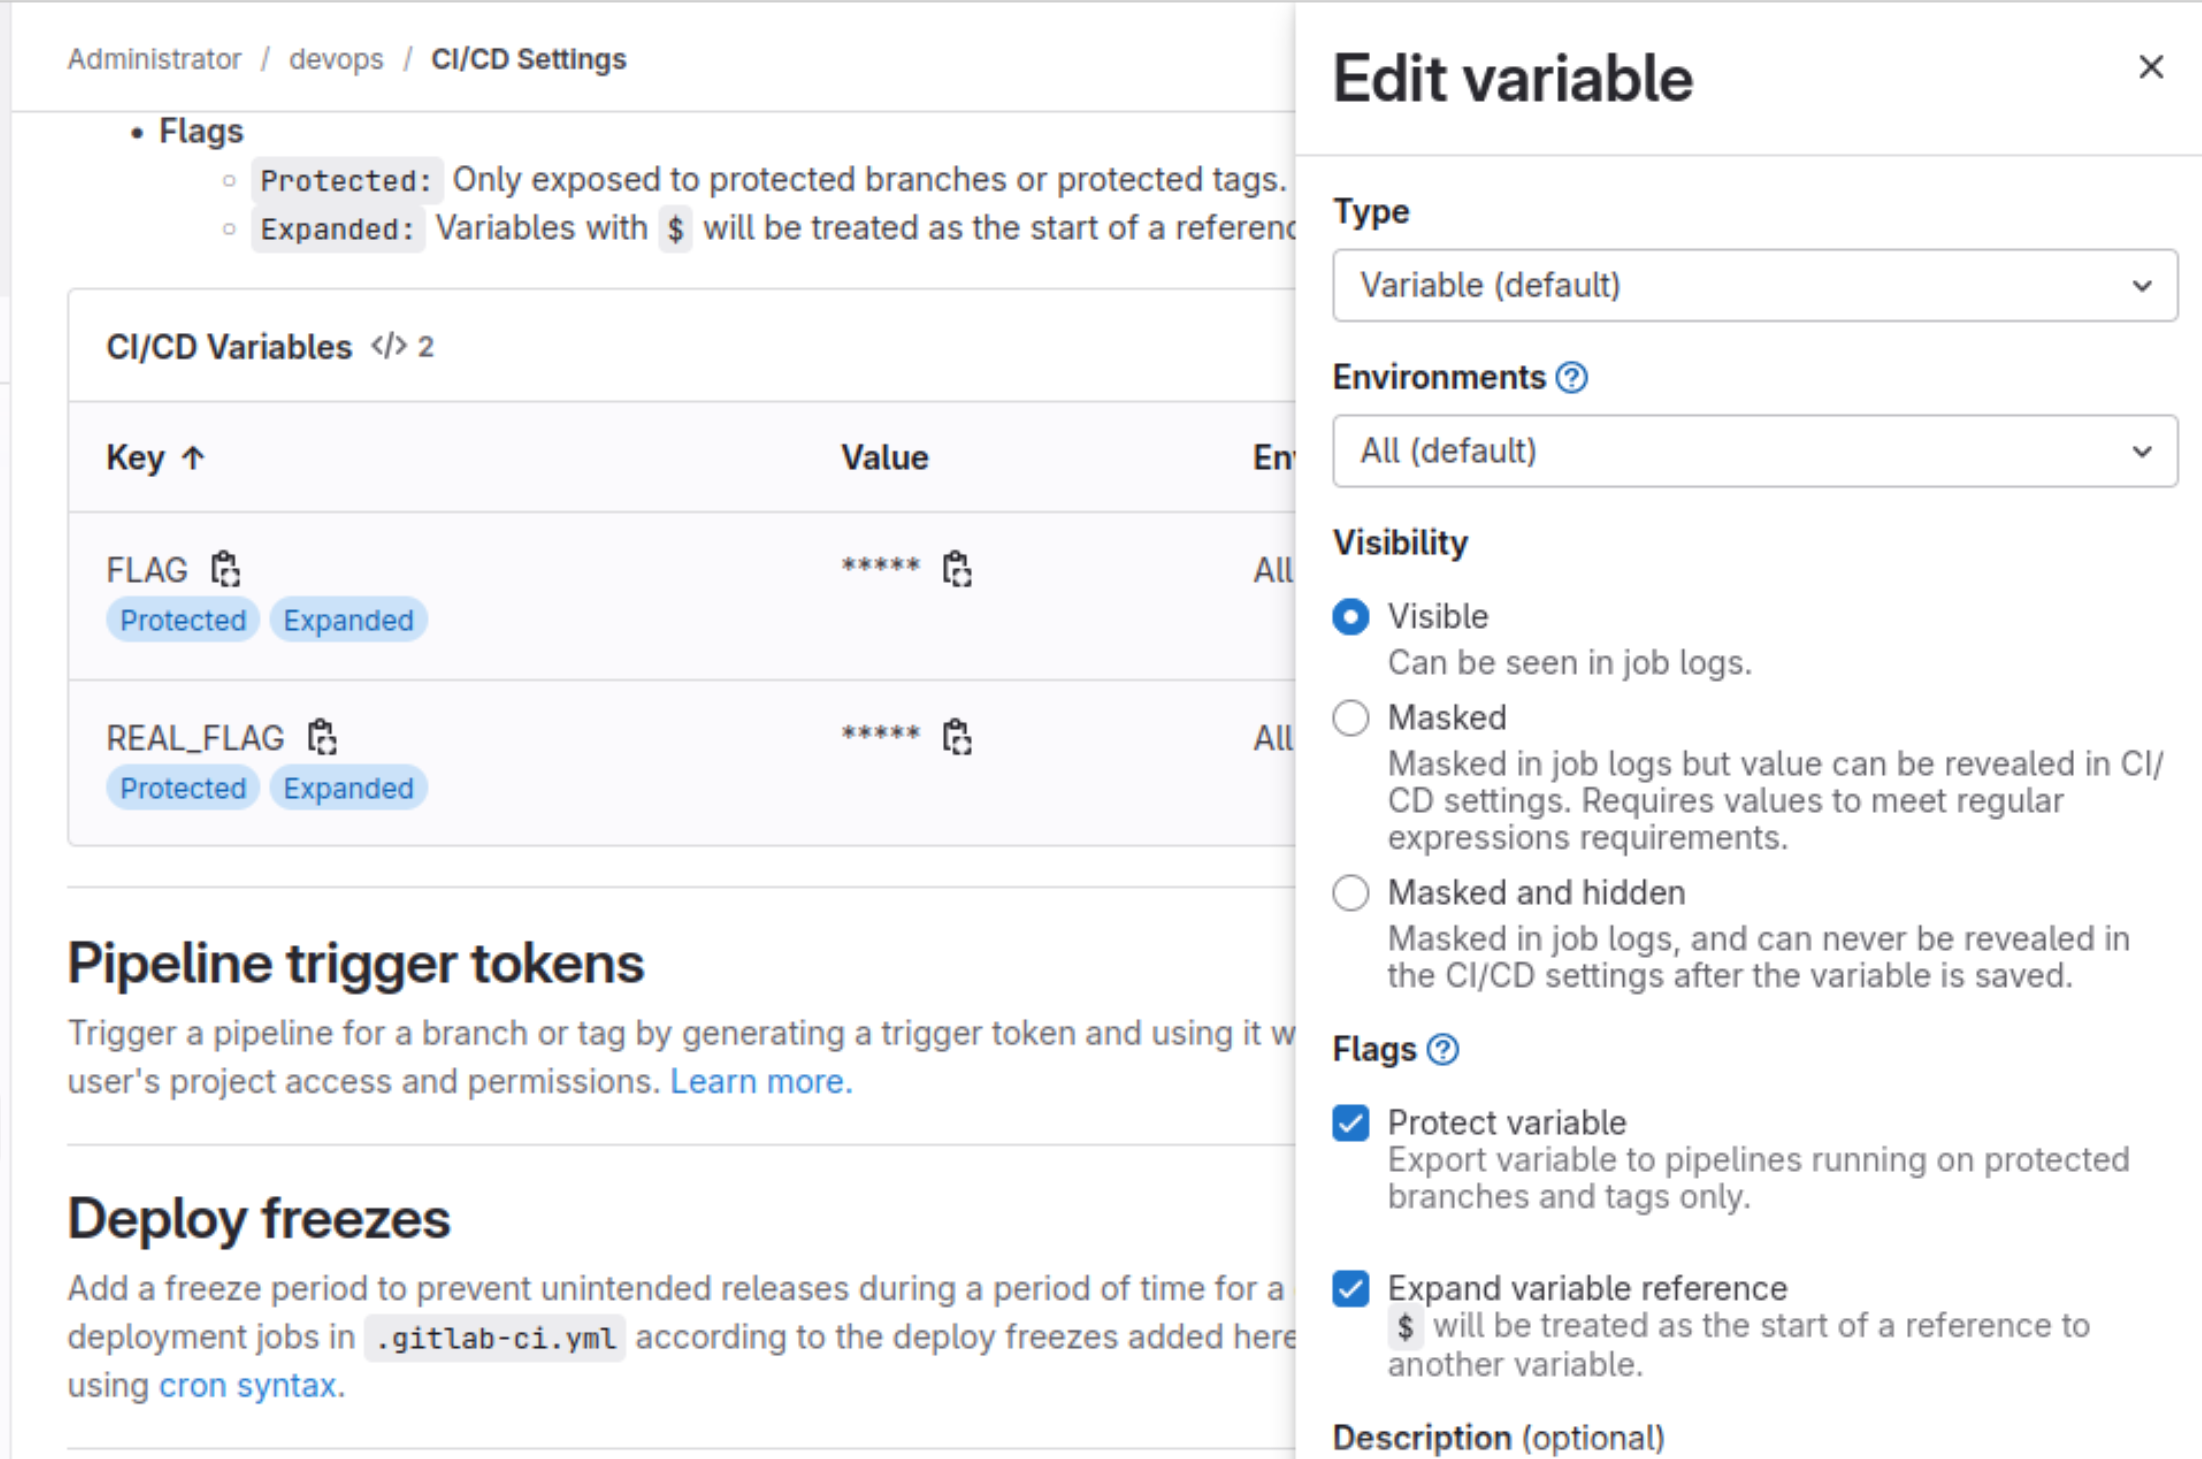 Administrator / devops / CI/CD Settings
• Flags
○ Protected: Only exposed to protected branches or protected tags.
○ Expanded: Variables with $ will be treated as the start of a referenc
CI/CD Variables </> 2
Key ↑ Value En
FLAG ***** All
Protected Expanded
REAL_FLAG ***** All
Protected Expanded
Pipeline trigger tokens
Trigger a pipeline for a branch or tag by generating a trigger token and using it w
user's project access and permissions. Learn more.
Deploy freezes
Add a freeze period to prevent unintended releases during a period of time for a
deployment jobs in .gitlab-ci.yml according to the deploy freezes added here
using cron syntax.
Edit variable
Type
Variable (default)
Environments ?
All (default)
Visibility
Visible
Can be seen in job logs.
Masked
Masked in job logs but value can be revealed in CI/
CD settings. Requires values to meet regular
expressions requirements.
Masked and hidden
Masked in job logs, and can never be revealed in
the CI/CD settings after the variable is saved.
Flags ?
Protect variable
Export variable to pipelines running on protected
branches and tags only.
Expand variable reference
$ will be treated as the start of a reference to
another variable.
Description (optional)